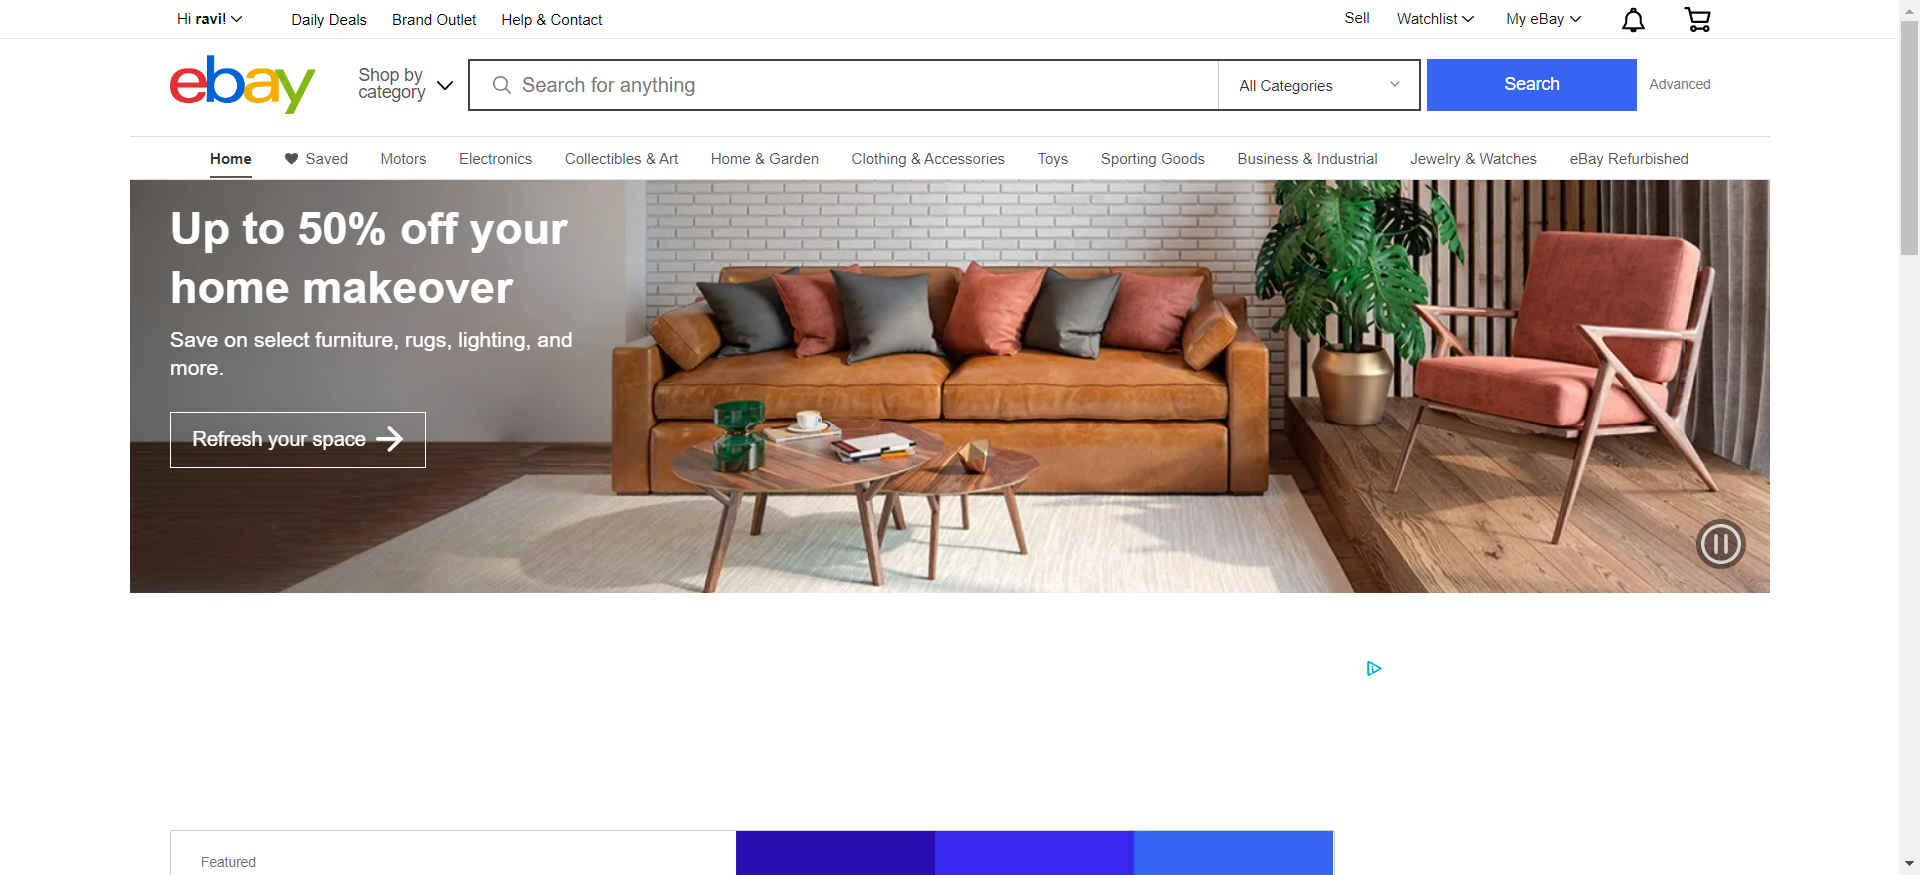 Hi ravi! Daily Deals Brand Outlet Help & Contact Sell Watchlist My eBay
ebay
Shop by
category
Search for anything All Categories Search Advanced
Home Saved Motors Electronics Collectibles & Art Home & Garden Clothing & Accessories Toys Sporting Goods Business & Industrial Jewelry & Watches eBay Refurbished
Up to 50% off your
home makeover
Save on select furniture, rugs, lighting, and
more.
Refresh your space
Featured